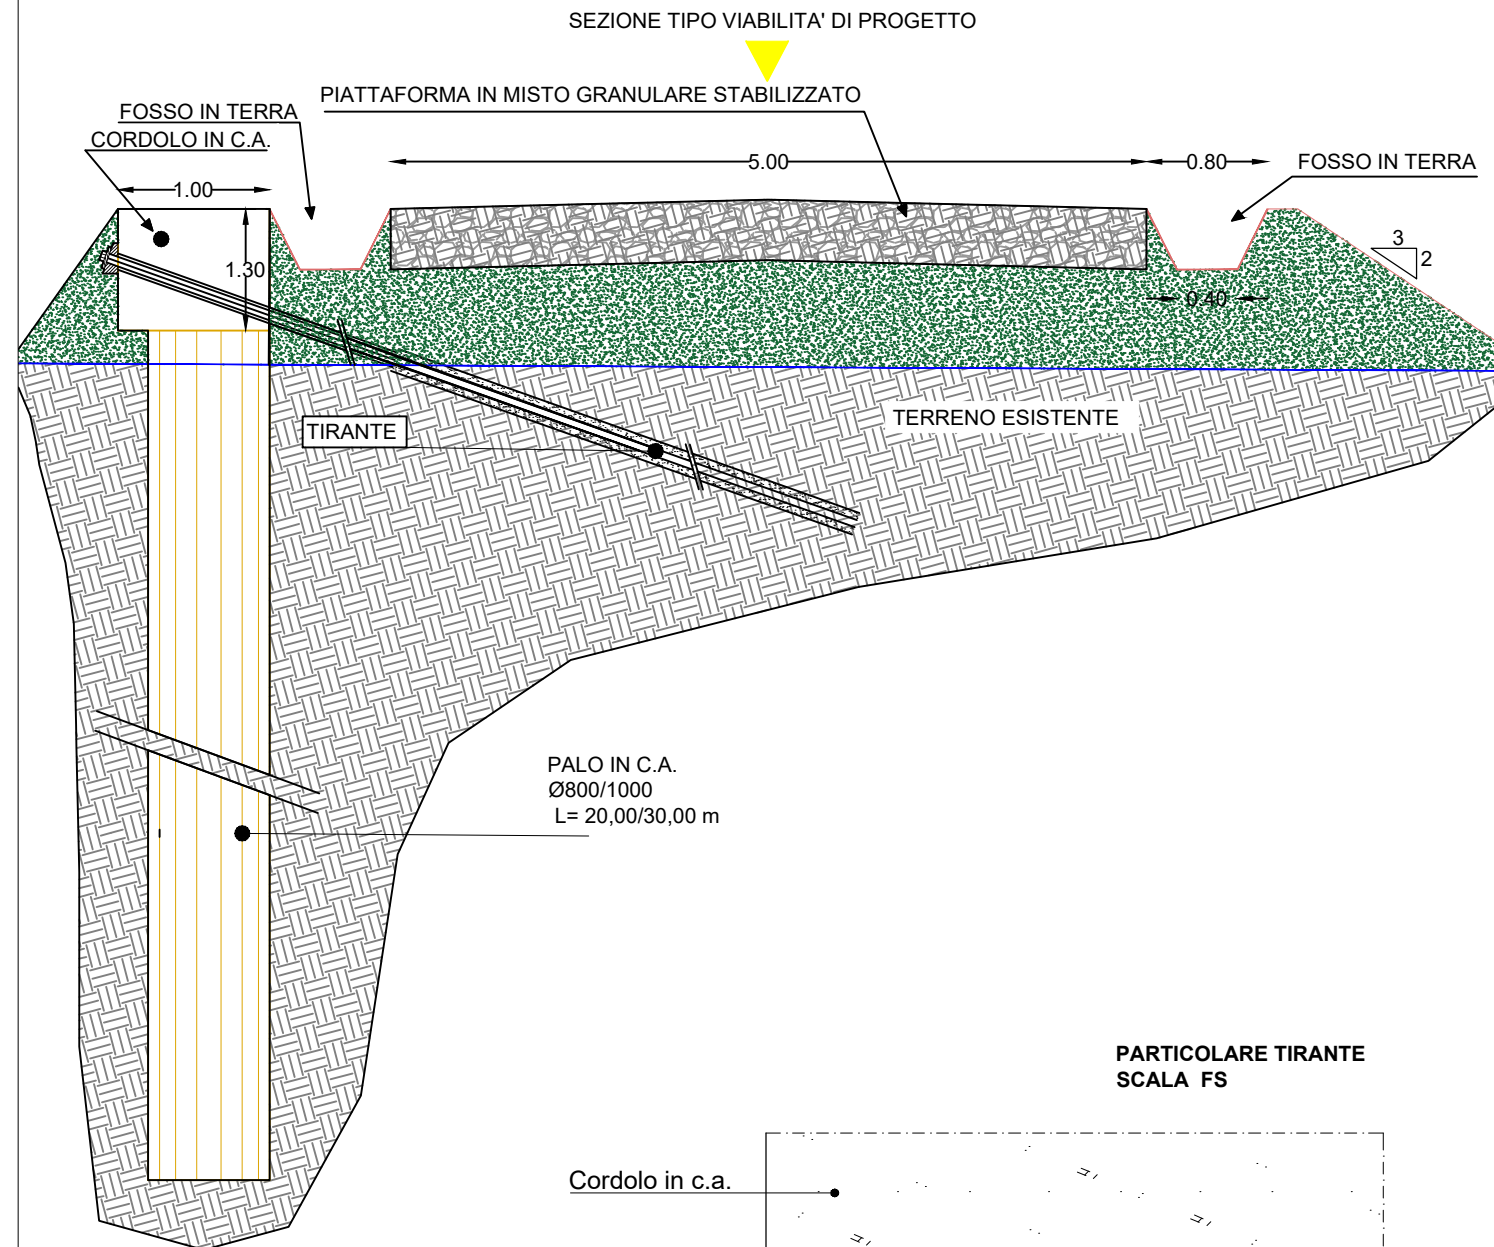 SEZIONE TIPO VIABILITA' DI PROGETTO
PIATTAFORMA IN MISTO GRANULARE STABILIZZATO
FOSSO IN TERRA
CORDOLO IN C.A.
5.00
0.80
FOSSO IN TERRA
1.00
3
2
1.30
0.40
TIRANTE
TERRENO ESISTENTE
PALO IN C.A.
Ø800/1000
L= 20,00/30,00 m
PARTICOLARE TIRANTE
SCALA FS
Cordolo in c.a.